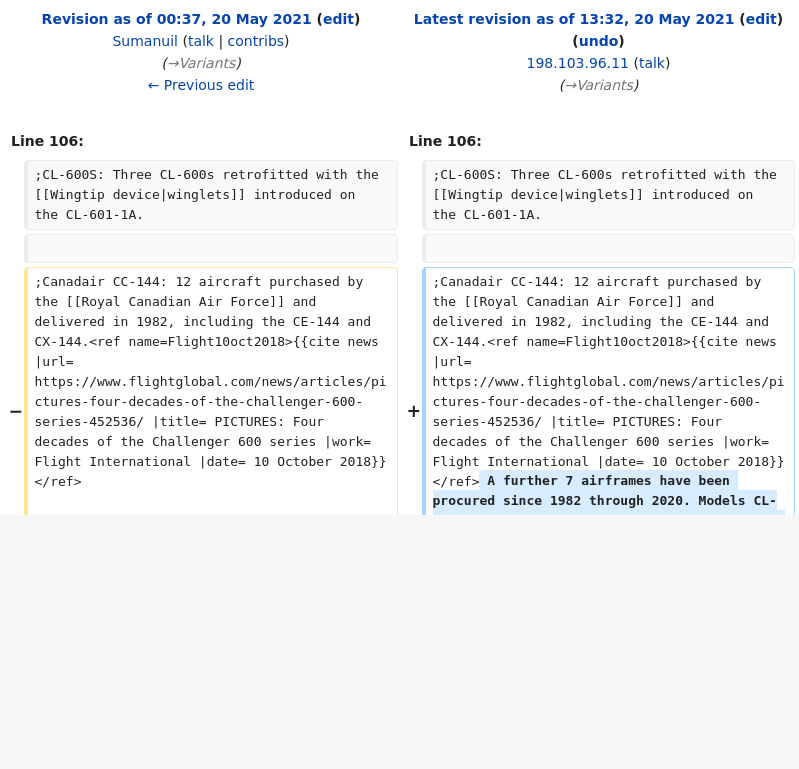 Revision as of 00:37, 20 May 2021 (edit)
Sumanuil (talk | contribs)
(→Variants)
← Previous edit
Latest revision as of 13:32, 20 May 2021 (edit)
(undo)
198.103.96.11 (talk)
(→Variants)
Line 106:
Line 106:
;CL-600S: Three CL-600s retrofitted with the
[[Wingtip device|winglets]] introduced on
the CL-601-1A.
;CL-600S: Three CL-600s retrofitted with the
[[Wingtip device|winglets]] introduced on
the CL-601-1A.
−
;Canadair CC-144: 12 aircraft purchased by
the [[Royal Canadian Air Force]] and
delivered in 1982, including the CE-144 and
CX-144.<ref name=Flight10oct2018>{{cite news
|url=
https://www.flightglobal.com/news/articles/pi
ctures-four-decades-of-the-challenger-600-
series-452536/ |title= PICTURES: Four
decades of the Challenger 600 series |work=
Flight International |date= 10 October 2018}}
</ref>
+
;Canadair CC-144: 12 aircraft purchased by
the [[Royal Canadian Air Force]] and
delivered in 1982, including the CE-144 and
CX-144.<ref name=Flight10oct2018>{{cite news
|url=
https://www.flightglobal.com/news/articles/pi
ctures-four-decades-of-the-challenger-600-
series-452536/ |title= PICTURES: Four
decades of the Challenger 600 series |work=
Flight International |date= 10 October 2018}}
</ref> A further 7 airframes have been
procured since 1982 through 2020. Models CL-